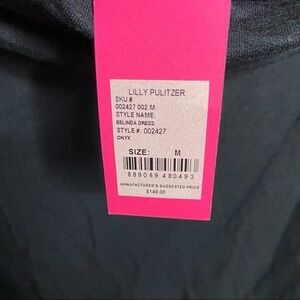 LILLY PULITZER
SKU #
002427 002 M
STYLE NAME:
BELINDA DRESS
STYLE #: 002427
ONYX
SIZE: M
889069 480493
MANUFACTURER'S SUGGESTED PRICE
$148.00